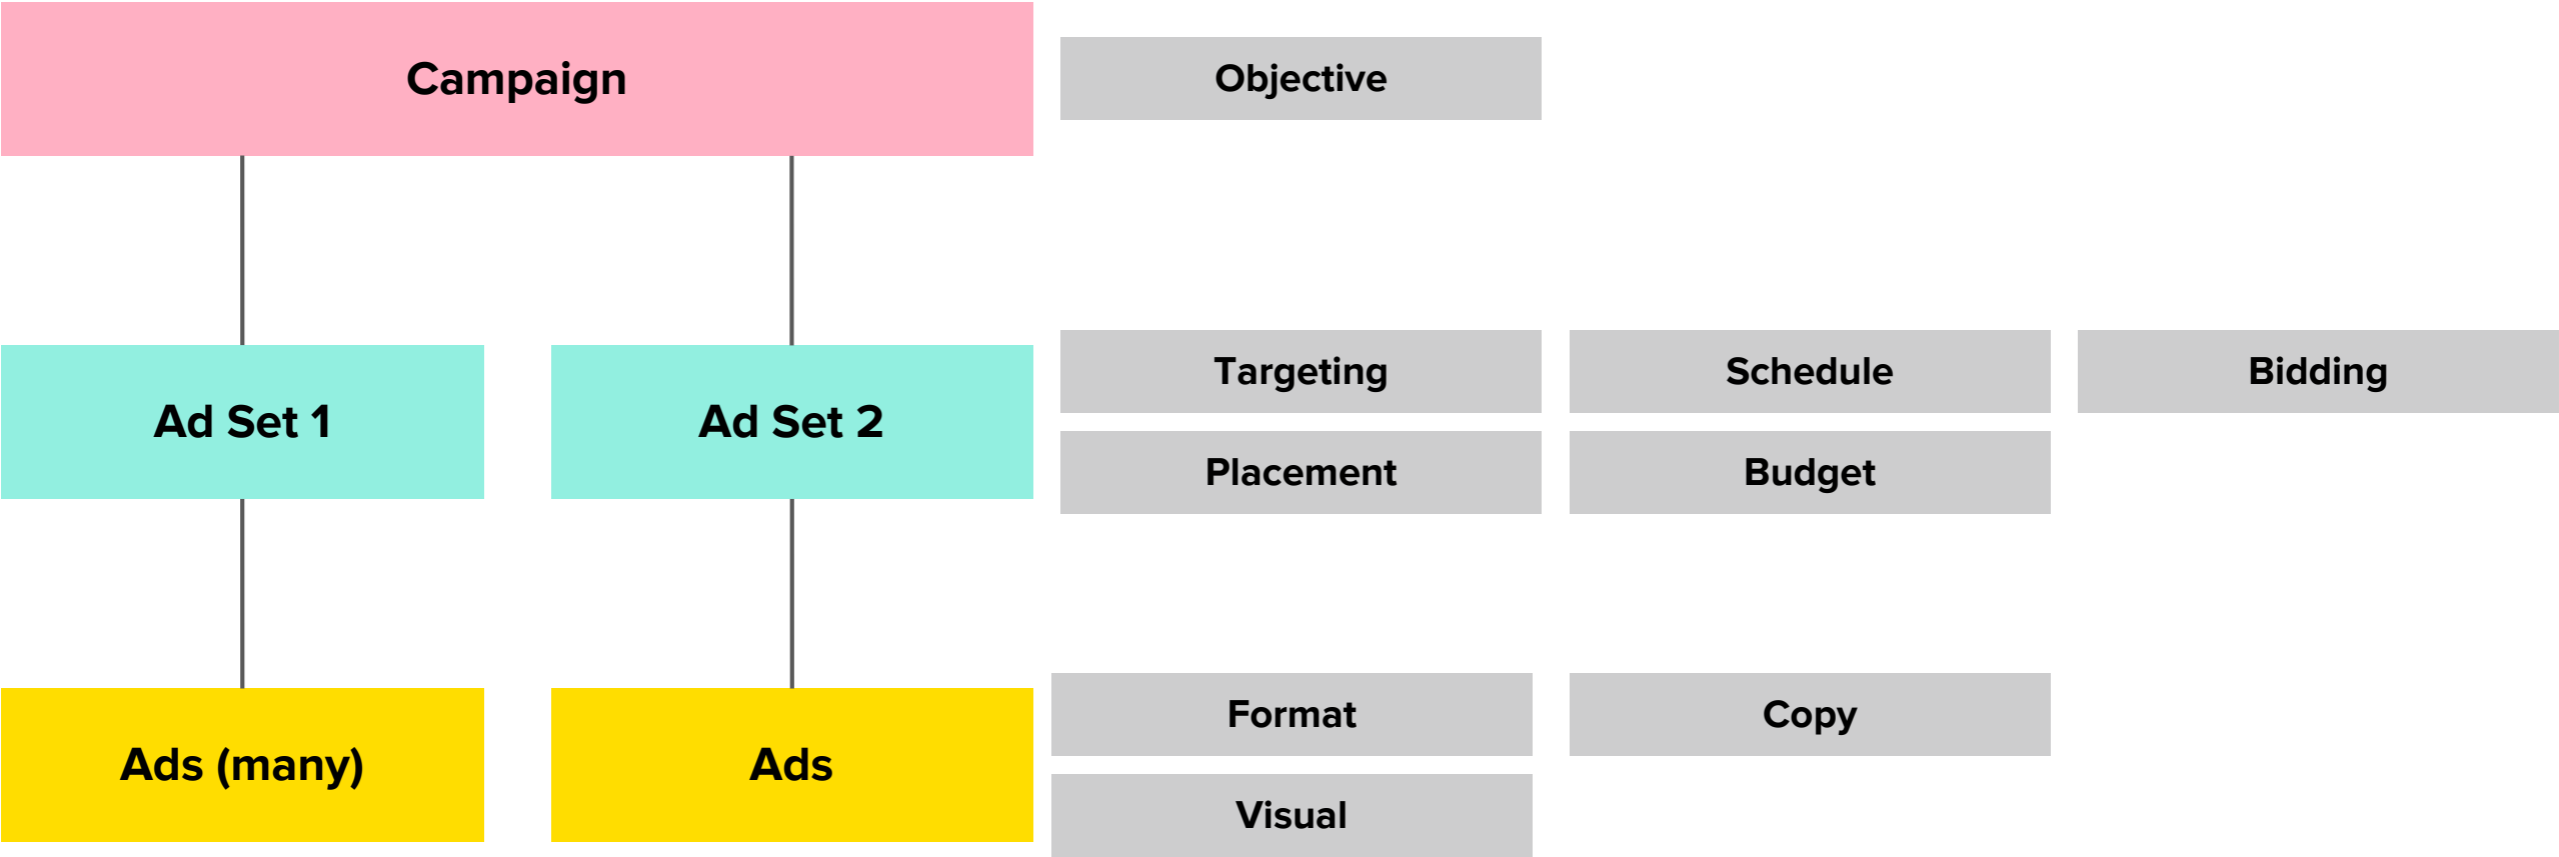 Campaign
Objective
Ad Set 1
Ad Set 2
Targeting
Schedule
Bidding
Placement
Budget
Ads (many)
Ads
Format
Copy
Visual